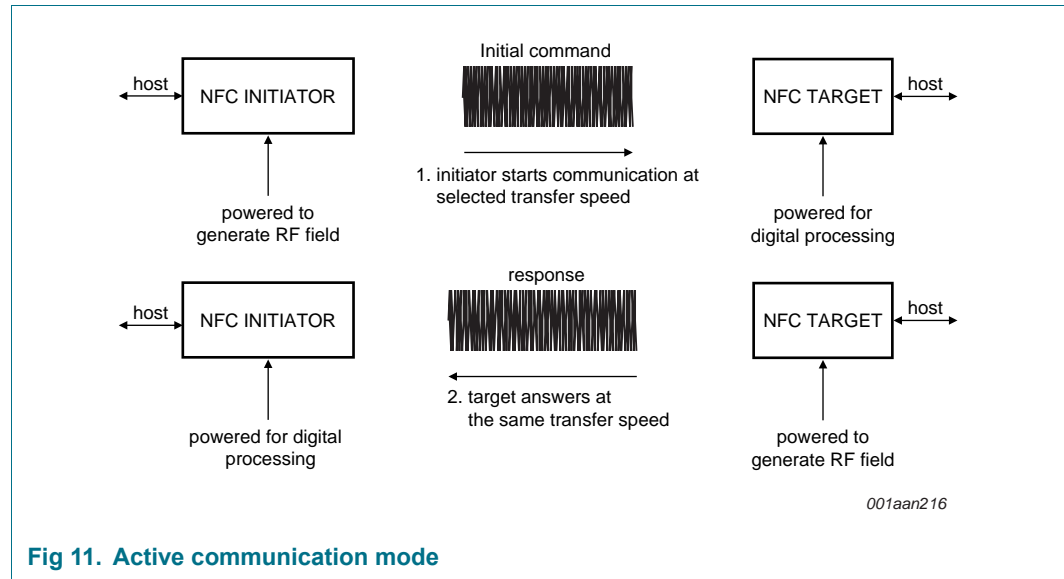 Initial command
host
NFC INITIATOR
NFC TARGET
host
1. initiator starts communication at
selected transfer speed
powered to
generate RF field
powered for
digital processing
response
host
NFC INITIATOR
NFC TARGET
host
2. target answers at
the same transfer speed
powered for digital
processing
powered to
generate RF field
001aan216
Fig 11. Active communication mode